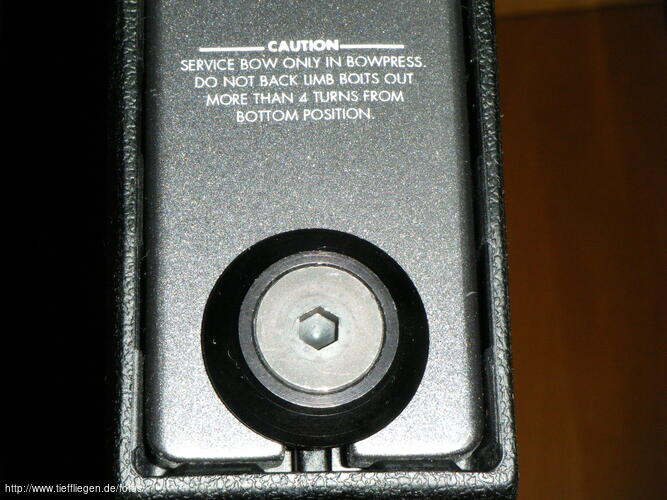 CAUTION
SERVICE BOW ONLY IN BOWPRESS.
DO NOT BACK LIMB BOLTS OUT
MORE THAN 4 TURNS FROM
BOTTOM POSITION.
http://www.tieffliegen.de/fotos